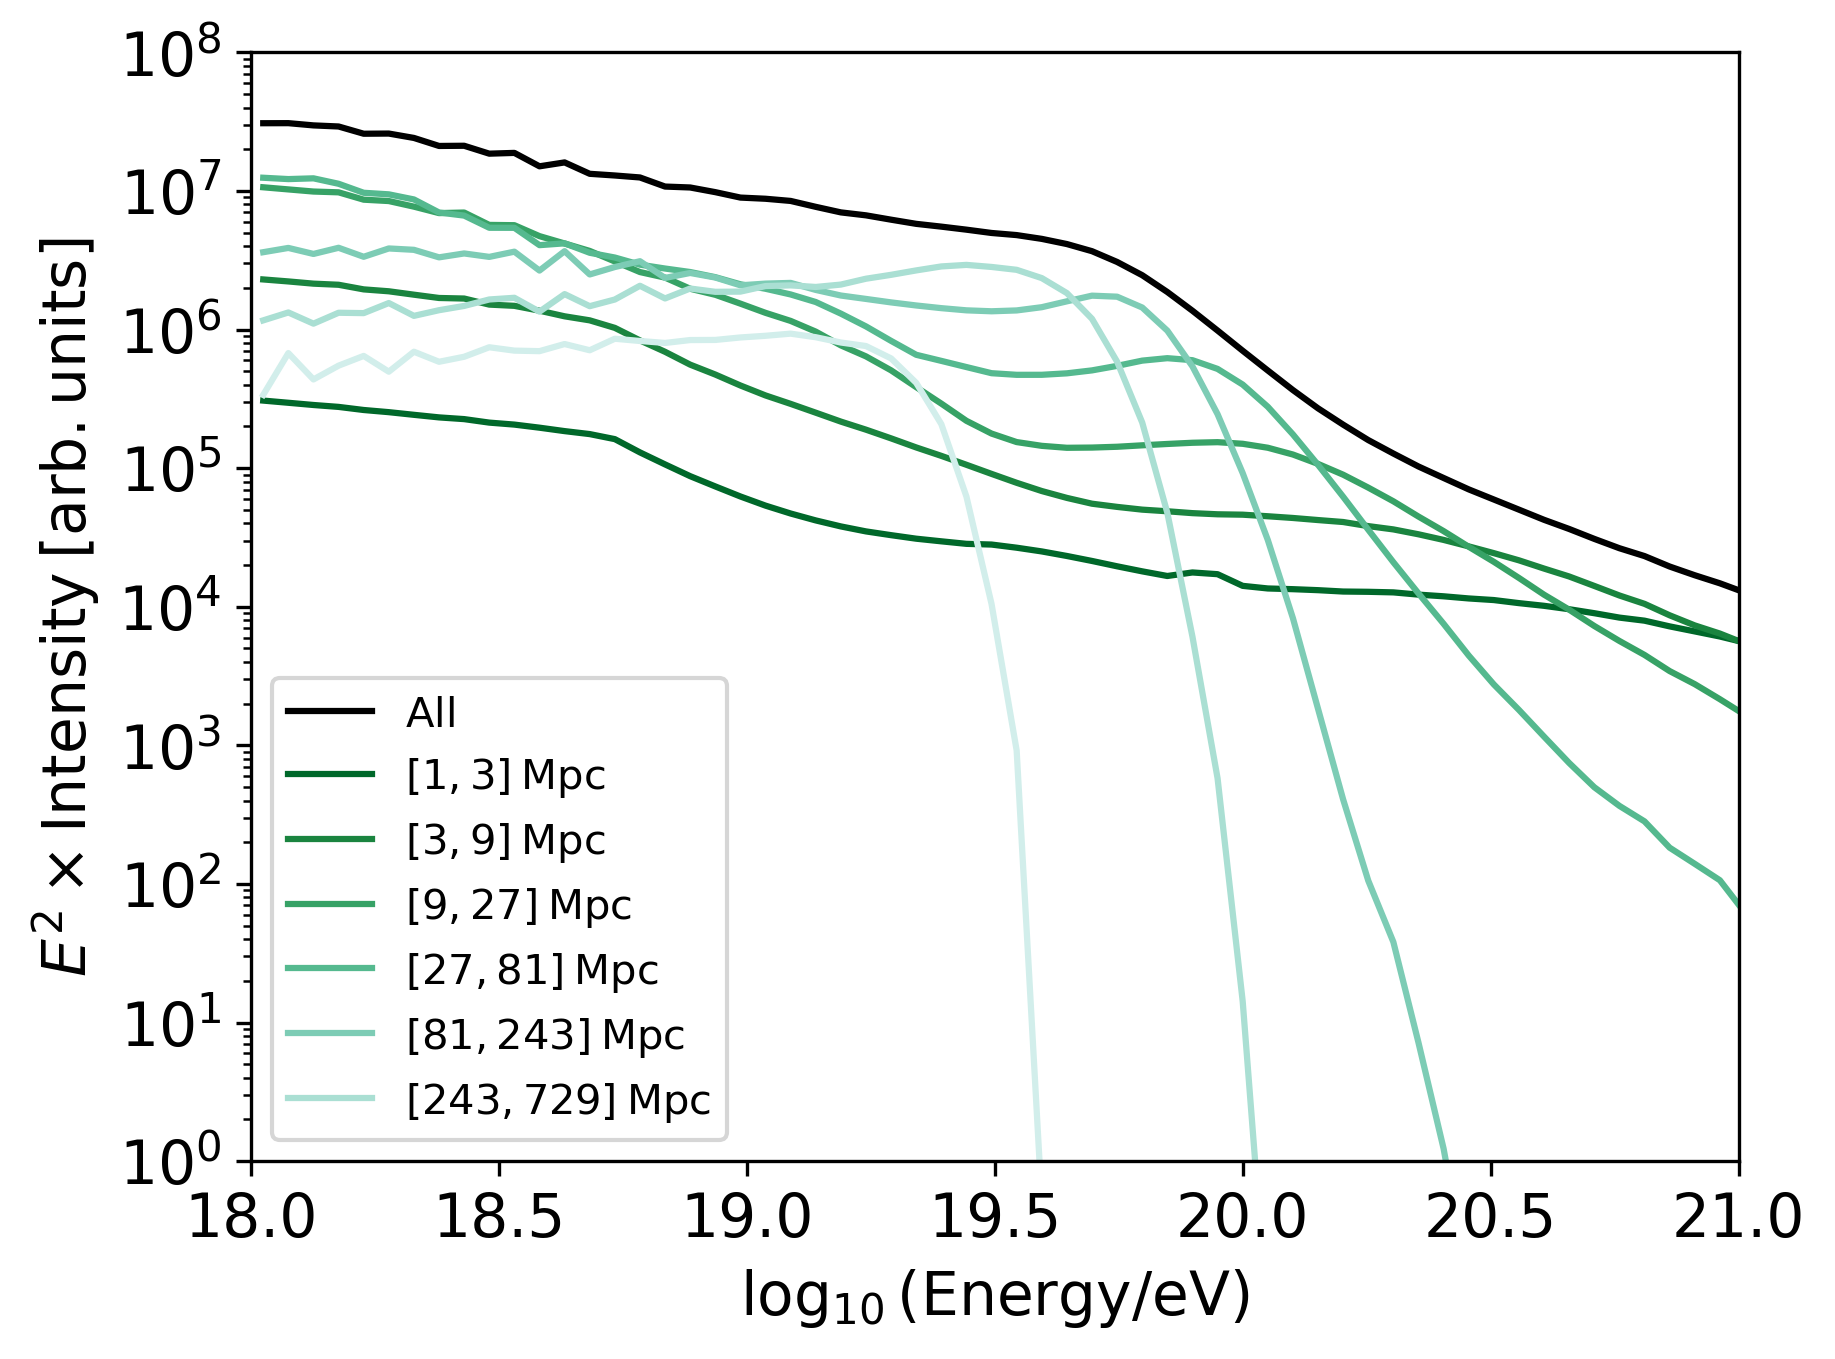 10^8
10^7
10^6
10^5
10^4
10^3
10^2
10^1
10^0
E^2 × Intensity [arb. units]
All
[1, 3] Mpc
[3, 9] Mpc
[9, 27] Mpc
[27, 81] Mpc
[81, 243] Mpc
[243, 729] Mpc
18.0 18.5 19.0 19.5 20.0 20.5 21.0
log_10 (Energy/eV)